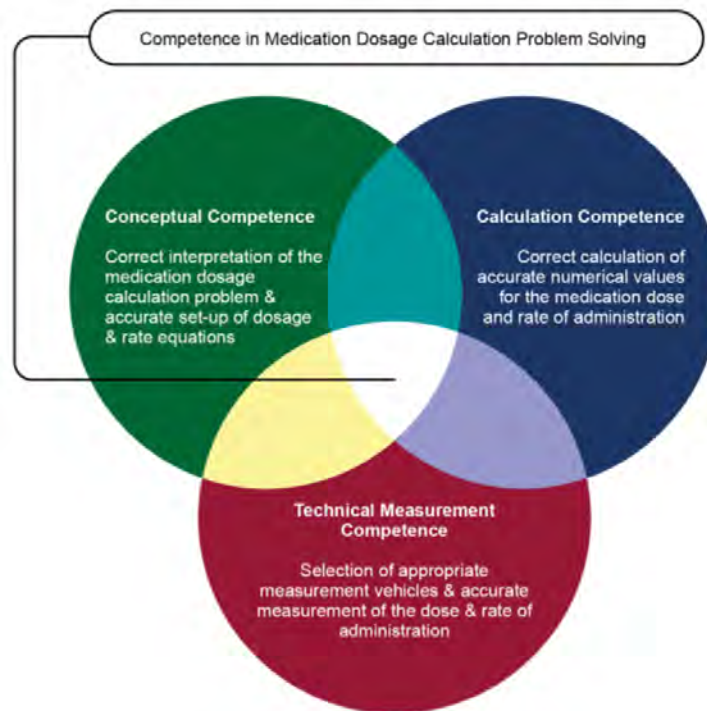 Competence in Medication Dosage Calculation Problem Solving
Conceptual Competence
Correct interpretation of the
medication dosage
calculation problem &
accurate set-up of dosage
& rate equations
Calculation Competence
Correct calculation of
accurate numerical values
for the medication dose
and rate of administration
Technical Measurement
Competence
Selection of appropriate
measurement vehicles & accurate
measurement of the dose & rate of
administration